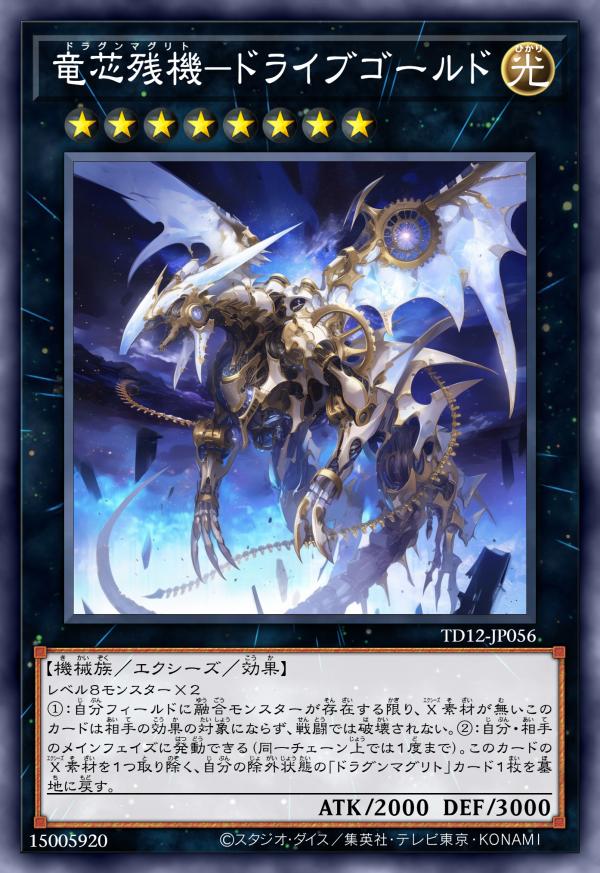 ドラグンマグリト
竜芯残機－ドライブゴールド
ひかり
光
TD12-JP056
【機械族／エクシーズ／効果】
レベル８モンスター×２
①：自分フィールドに融合モンスターが存在する限り、Ｘ素材が無いこの
カードは相手の効果の対象にならず、戦闘では破壊されない。②：自分・相手
のメインフェイズに発動できる（同一チェーン上では１度まで）。このカードの
Ｘ素材を１つ取り除く、自分の除外状態の「ドラグンマグリト」カード１枚を墓
地に戻す。
ATK/2000 DEF/3000
15005920
©スタジオ・ダイス／集英社・テレビ東京・KONAMI